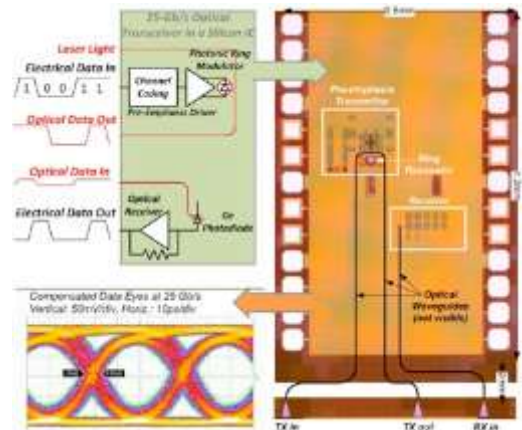 25-Gb/s Optical
Transceiver in a Silicon IC
Laser Light
Photonic Ring
Modulator
Electrical Data In
1 0 0 1 1
Channel
Coding
Pre-Emphasis Driver
Optical Data Out
Optical Data In
Optical
Receiver
Electrical Data Out
Ge
Photodiode
Compensated Data Eyes at 25 Gb/s
Vertical: 50mV/div, Horiz.: 10ps/div
Transmitter
Ring
Receiver
Optical
Waveguides
(not visible)
TX in
TX out
RX in